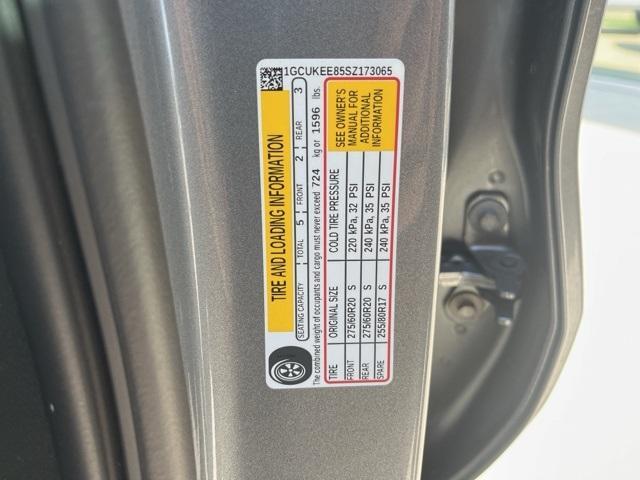 1GCUKEE85SZ173065
TIRE AND LOADING INFORMATION
SEATING CAPACITY TOTAL 5 FRONT 2 REAR 3
The combined weight of occupants and cargo must never exceed 724 kg or 1596 lbs.
TIRE ORIGINAL SIZE COLD TIRE PRESSURE
FRONT 275/60R20 S 220 kPa, 32 PSI
REAR 275/60R20 S 240 kPa, 35 PSI
SPARE 255/80R17 S 240 kPa, 35 PSI
SEE OWNER'S
MANUAL FOR
ADDITIONAL
INFORMATION